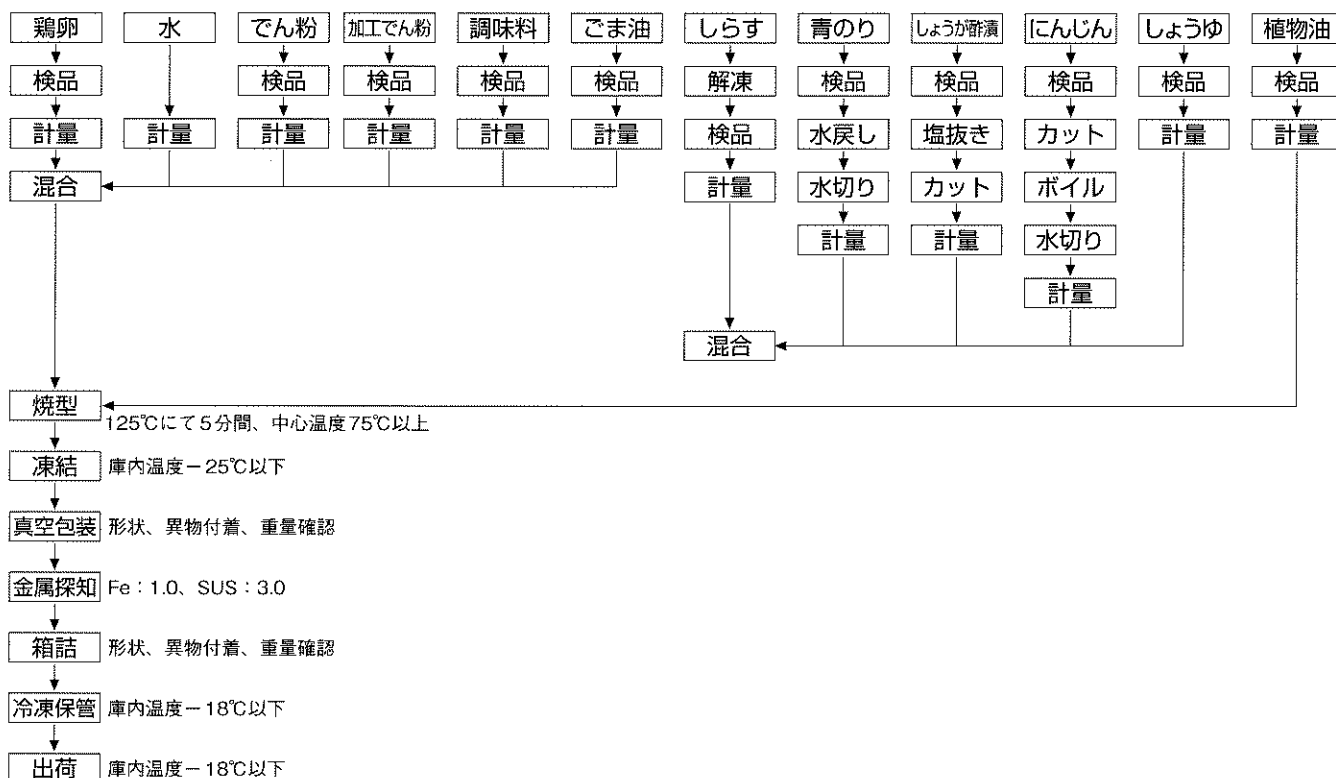 鶏卵 水 でん粉 加工でん粉 調味料 ごま油 しらす 青のり しょうが酢漬 にんじん しょうゆ 植物油
検品 検品 検品 検品 検品 解凍 検品 検品 検品 検品 検品
計量 計量 計量 計量 計量 計量 検品 水戻し 塩抜き カット 計量 計量
混合 計量 水切り カット ボイル
計量 計量 水切り
計量
混合
焼型
125℃にて5分間、中心温度75℃以上
凍結 庫内温度－25℃以下
真空包装 形状、異物付着、重量確認
金属探知 Fe：1.0、SUS：3.0
箱詰 形状、異物付着、重量確認
冷凍保管 庫内温度－18℃以下
出荷 庫内温度－18℃以下